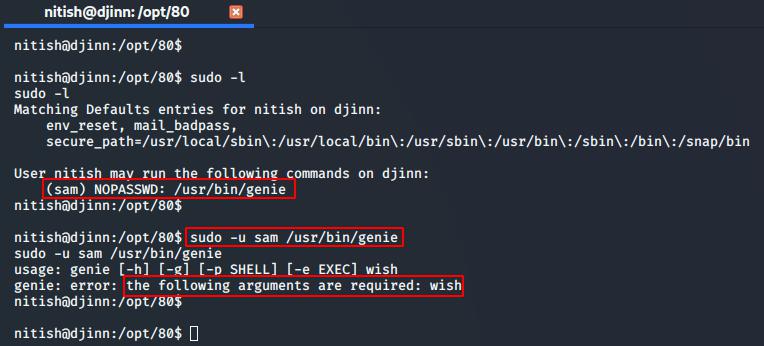 nitish@djinn: /opt/80
nitish@djinn:/opt/80$
nitish@djinn:/opt/80$ sudo -l
sudo -l
Matching Defaults entries for nitish on djinn:
env_reset, mail_badpass,
secure_path=/usr/local/sbin\:/usr/local/bin\:/usr/sbin\:/usr/bin\:/sbin\:/bin\:/snap/bin
User nitish may run the following commands on djinn:
(sam) NOPASSWD: /usr/bin/genie
nitish@djinn:/opt/80$
nitish@djinn:/opt/80$ sudo -u sam /usr/bin/genie
sudo -u sam /usr/bin/genie
usage: genie [-h] [-g] [-p SHELL] [-e EXEC] wish
genie: error: the following arguments are required: wish
nitish@djinn:/opt/80$
nitish@djinn:/opt/80$